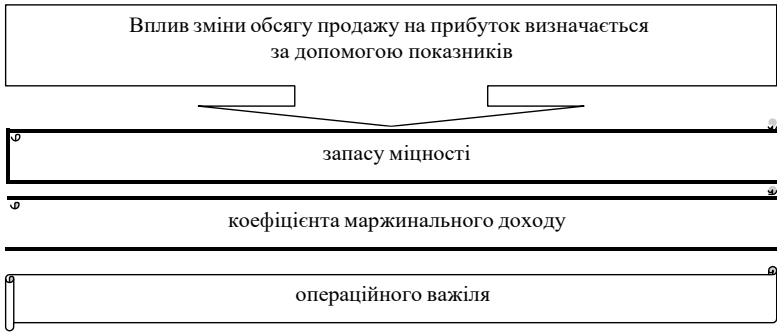 Вплив зміни обсягу продажу на прибуток визначається
за допомогою показників
запасу міцності
коефіцієнта маржинального доходу
операційного важіля